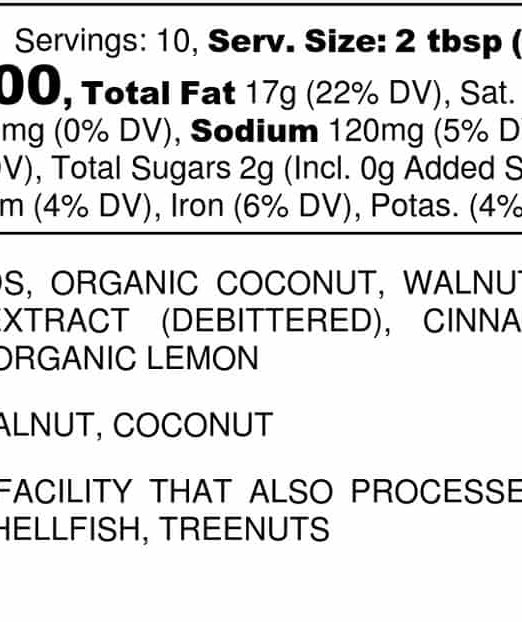 Servings: 10, Serv. Size: 2 tbsp (
00, Total Fat 17g (22% DV), Sat.
mg (0% DV), Sodium 120mg (5% D
V), Total Sugars 2g (Incl. 0g Added S
m (4% DV), Iron (6% DV), Potas. (4%
S, ORGANIC COCONUT, WALNUT
EXTRACT (DEBITTERED), CINNA
ORGANIC LEMON
ALNUT, COCONUT
FACILITY THAT ALSO PROCESSE
HELLFISH, TREENUTS